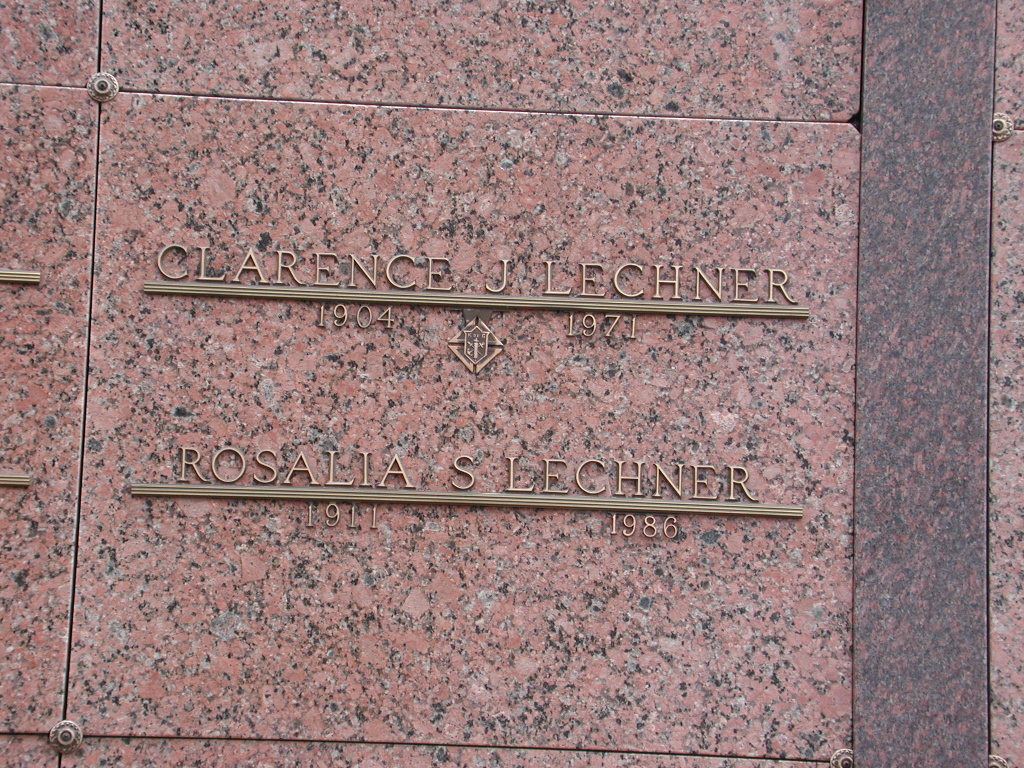 CLARENCE J LECHNER
1904 1971
ROSALIA S LECHNER
1911 1986